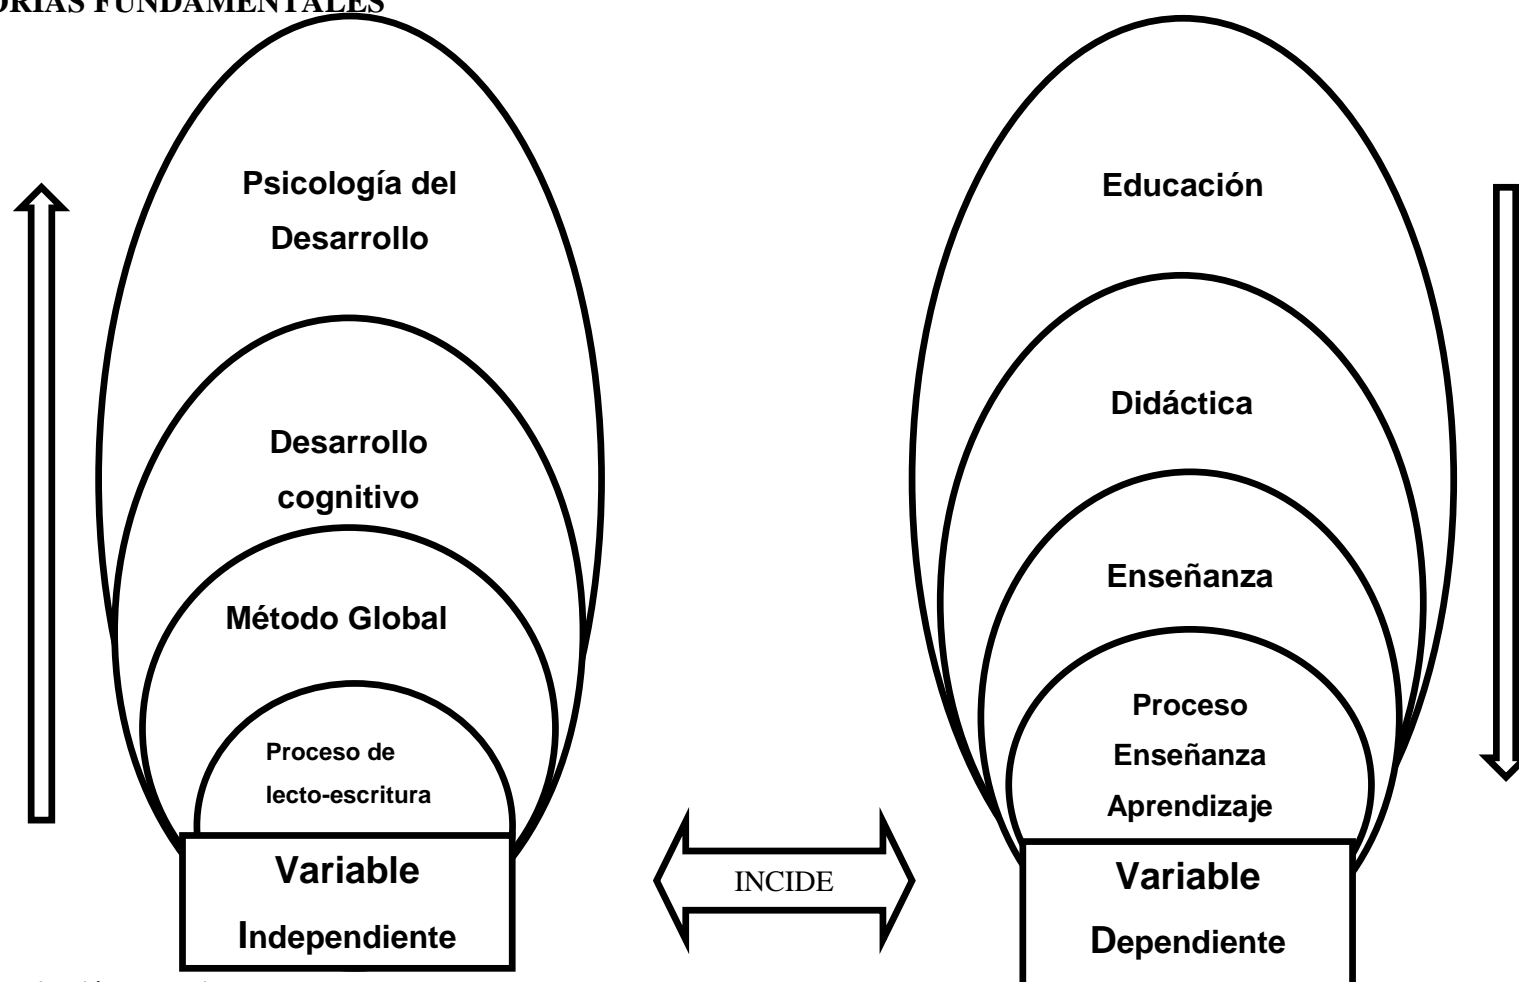 FUNDAMENTALES
Psicología del
Desarrollo
Desarrollo
cognitivo
Método Global
Proceso de
lecto-escritura
Variable
Independiente
INCIDE
Educación
Didáctica
Enseñanza
Proceso
Enseñanza
Aprendizaje
Variable
Dependiente